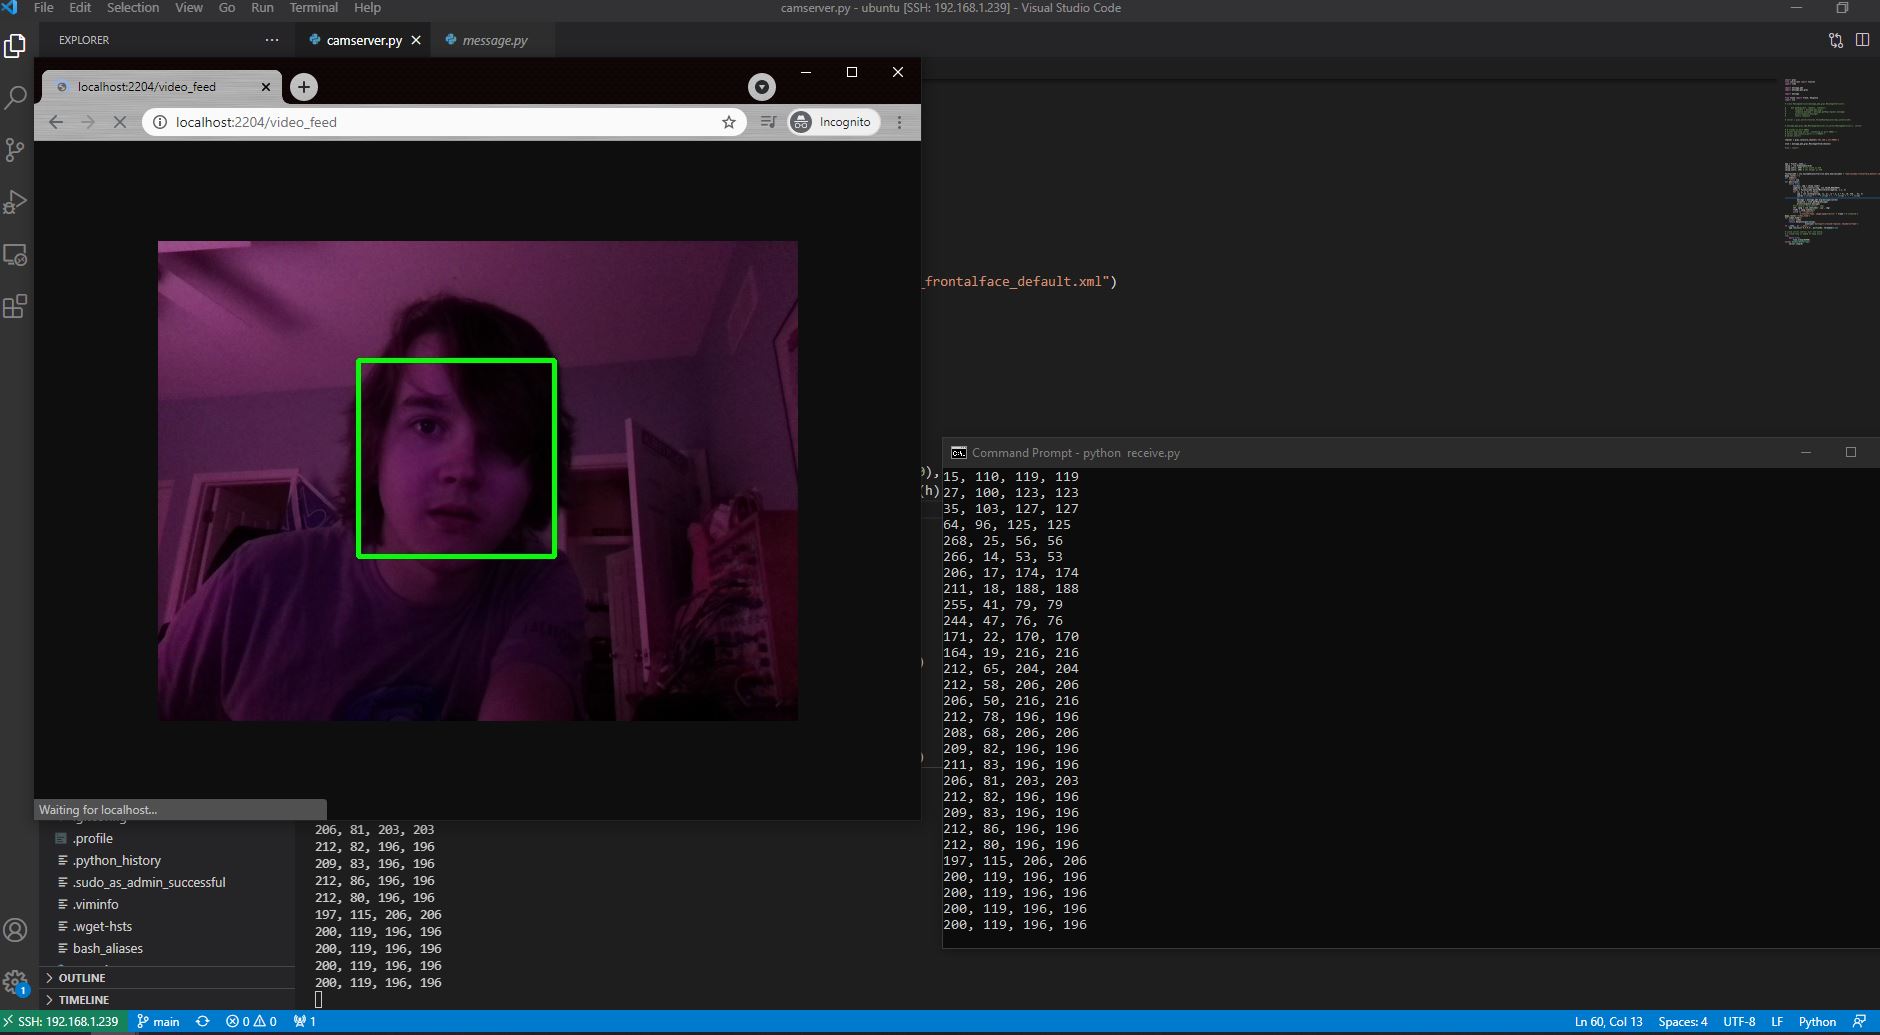 File Edit Selection View Go Run Terminal Help
camserver.py - ubuntu [SSH: 192.168.1.239] - Visual Studio Code
EXPLORER
camserver.py
message.py
localhost:2204/video_feed
localhost:2204/video_feed
Incognito
_frontalface_default.xml")
),
(h)
)
)
Waiting for localhost...
.profile
.python_history
.sudo_as_admin_successful
.viminfo
.wget-hsts
bash_aliases
OUTLINE
TIMELINE
206, 81, 203, 203
212, 82, 196, 196
209, 83, 196, 196
212, 86, 196, 196
212, 80, 196, 196
197, 115, 206, 206
200, 119, 196, 196
200, 119, 196, 196
200, 119, 196, 196
200, 119, 196, 196
Command Prompt - python  receive.py
15, 110, 119, 119
27, 100, 123, 123
35, 103, 127, 127
64, 96, 125, 125
268, 25, 56, 56
266, 14, 53, 53
206, 17, 174, 174
211, 18, 188, 188
255, 41, 79, 79
244, 47, 76, 76
171, 22, 170, 170
164, 19, 216, 216
212, 65, 204, 204
212, 58, 206, 206
206, 50, 216, 216
212, 78, 196, 196
208, 68, 206, 206
209, 82, 196, 196
211, 83, 196, 196
206, 81, 203, 203
212, 82, 196, 196
209, 83, 196, 196
212, 86, 196, 196
212, 80, 196, 196
197, 115, 206, 206
200, 119, 196, 196
200, 119, 196, 196
200, 119, 196, 196
200, 119, 196, 196
1
SSH: 192.168.1.239 main 0 0 1
Ln 60, Col 13 Spaces: 4 UTF-8 LF Python